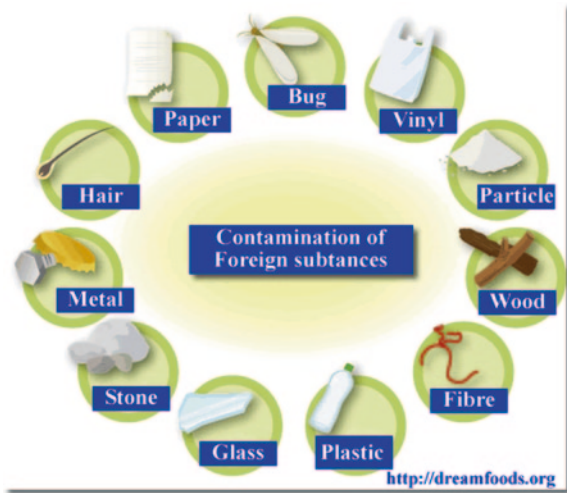 Bug
Paper
Vinyl
Hair
Particle
Contamination of
Foreign subtances
Metal
Wood
Stone
Fibre
Glass
Plastic
http://dreamfoods.org